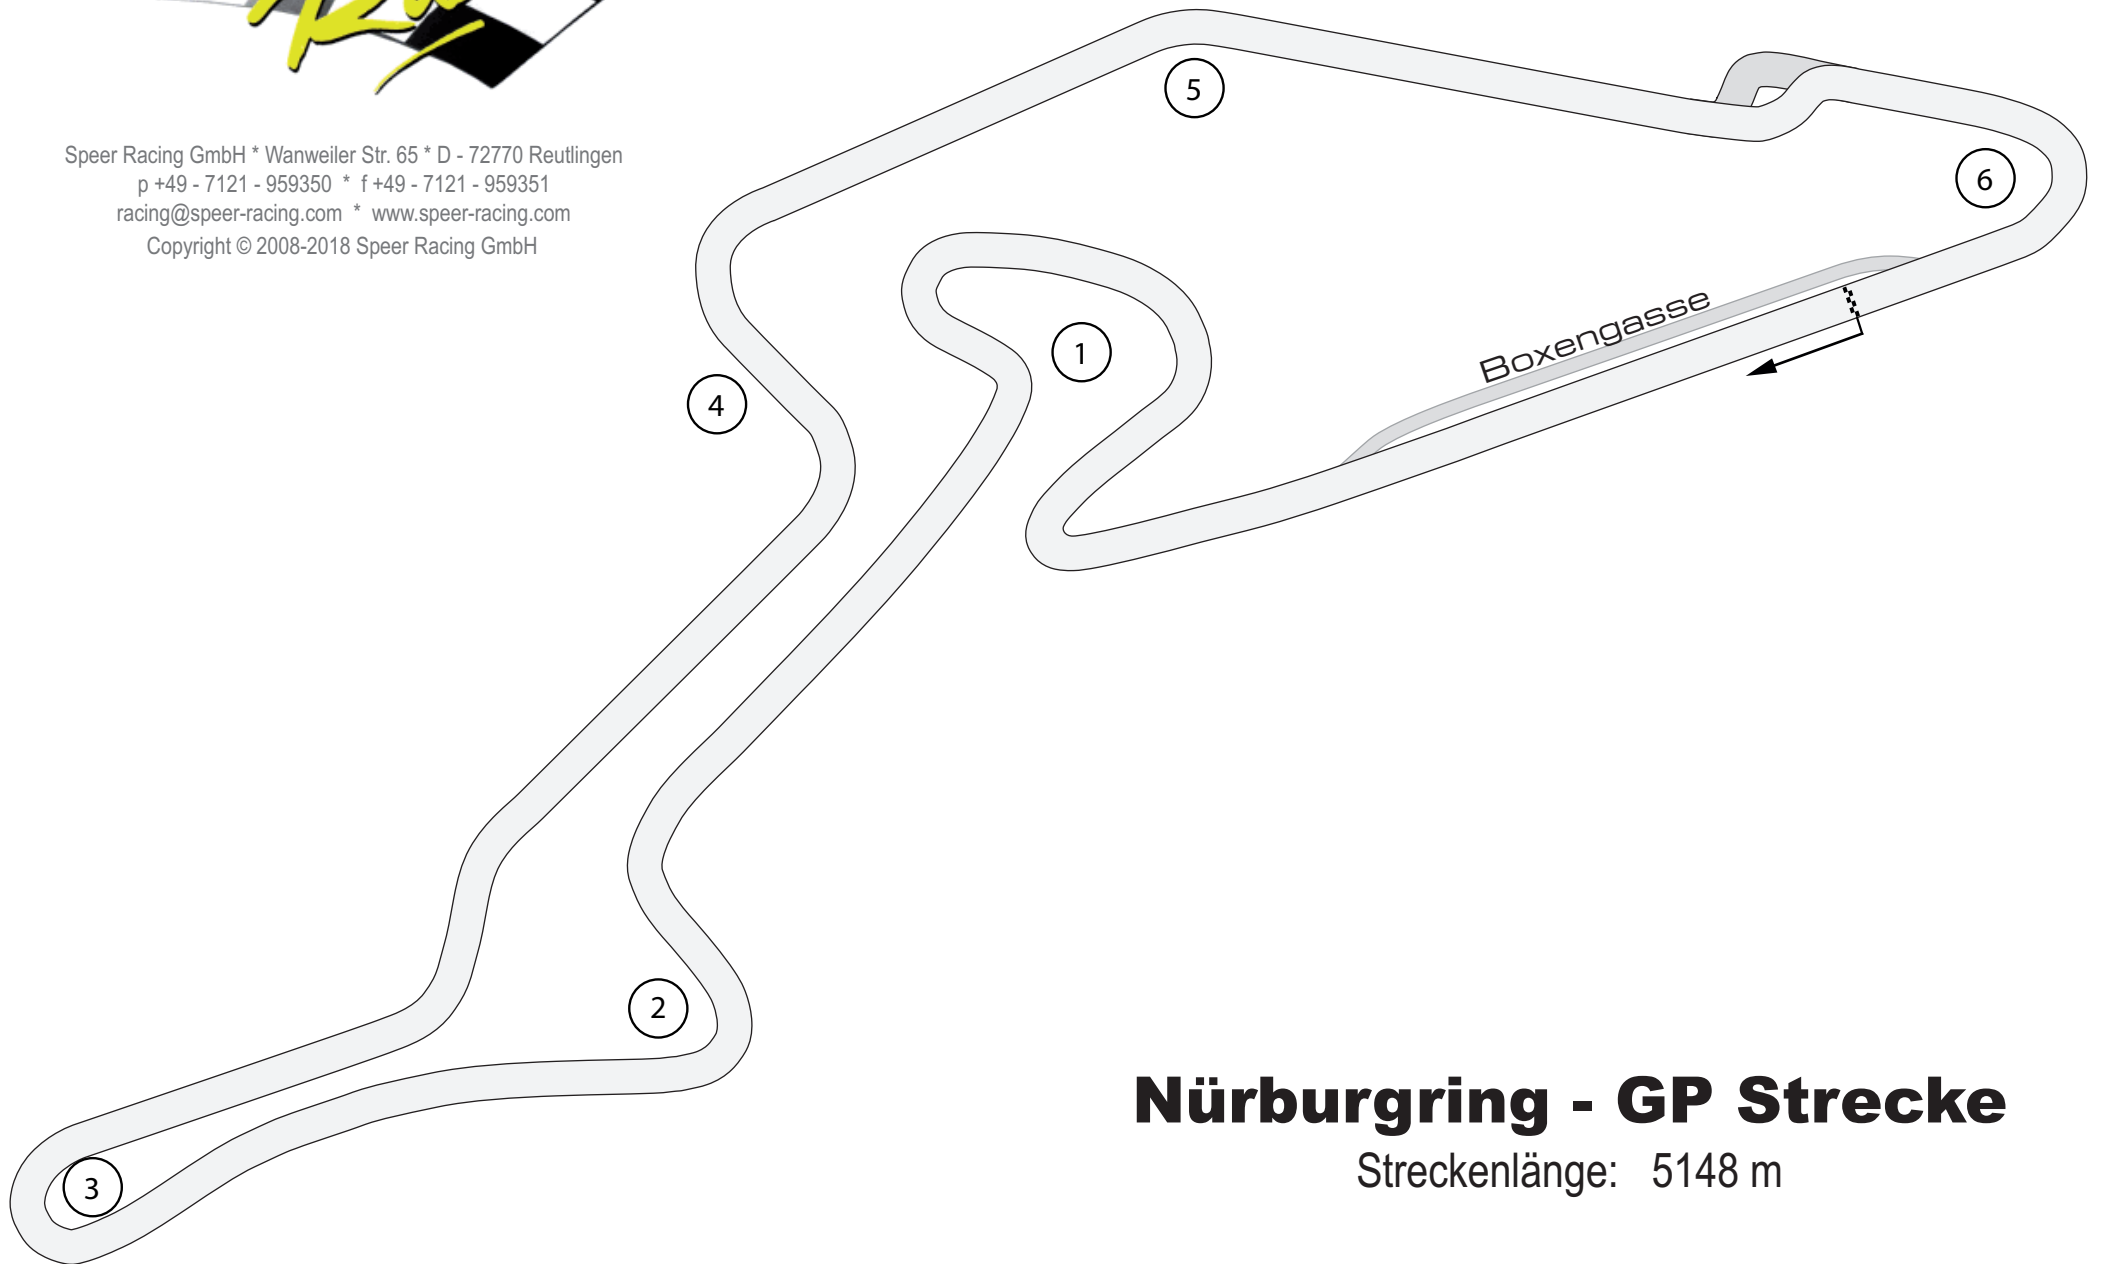 Speer Racing GmbH * Wanweiler Str. 65 * D - 72770 Reutlingen
p +49 - 7121 - 959350 * f +49 - 7121 - 959351
racing@speer-racing.com * www.speer-racing.com
Copyright © 2008-2018 Speer Racing GmbH
5
6
Boxengasse
1
4
2
3
Nürburgring - GP Strecke
Streckenlänge: 5148 m